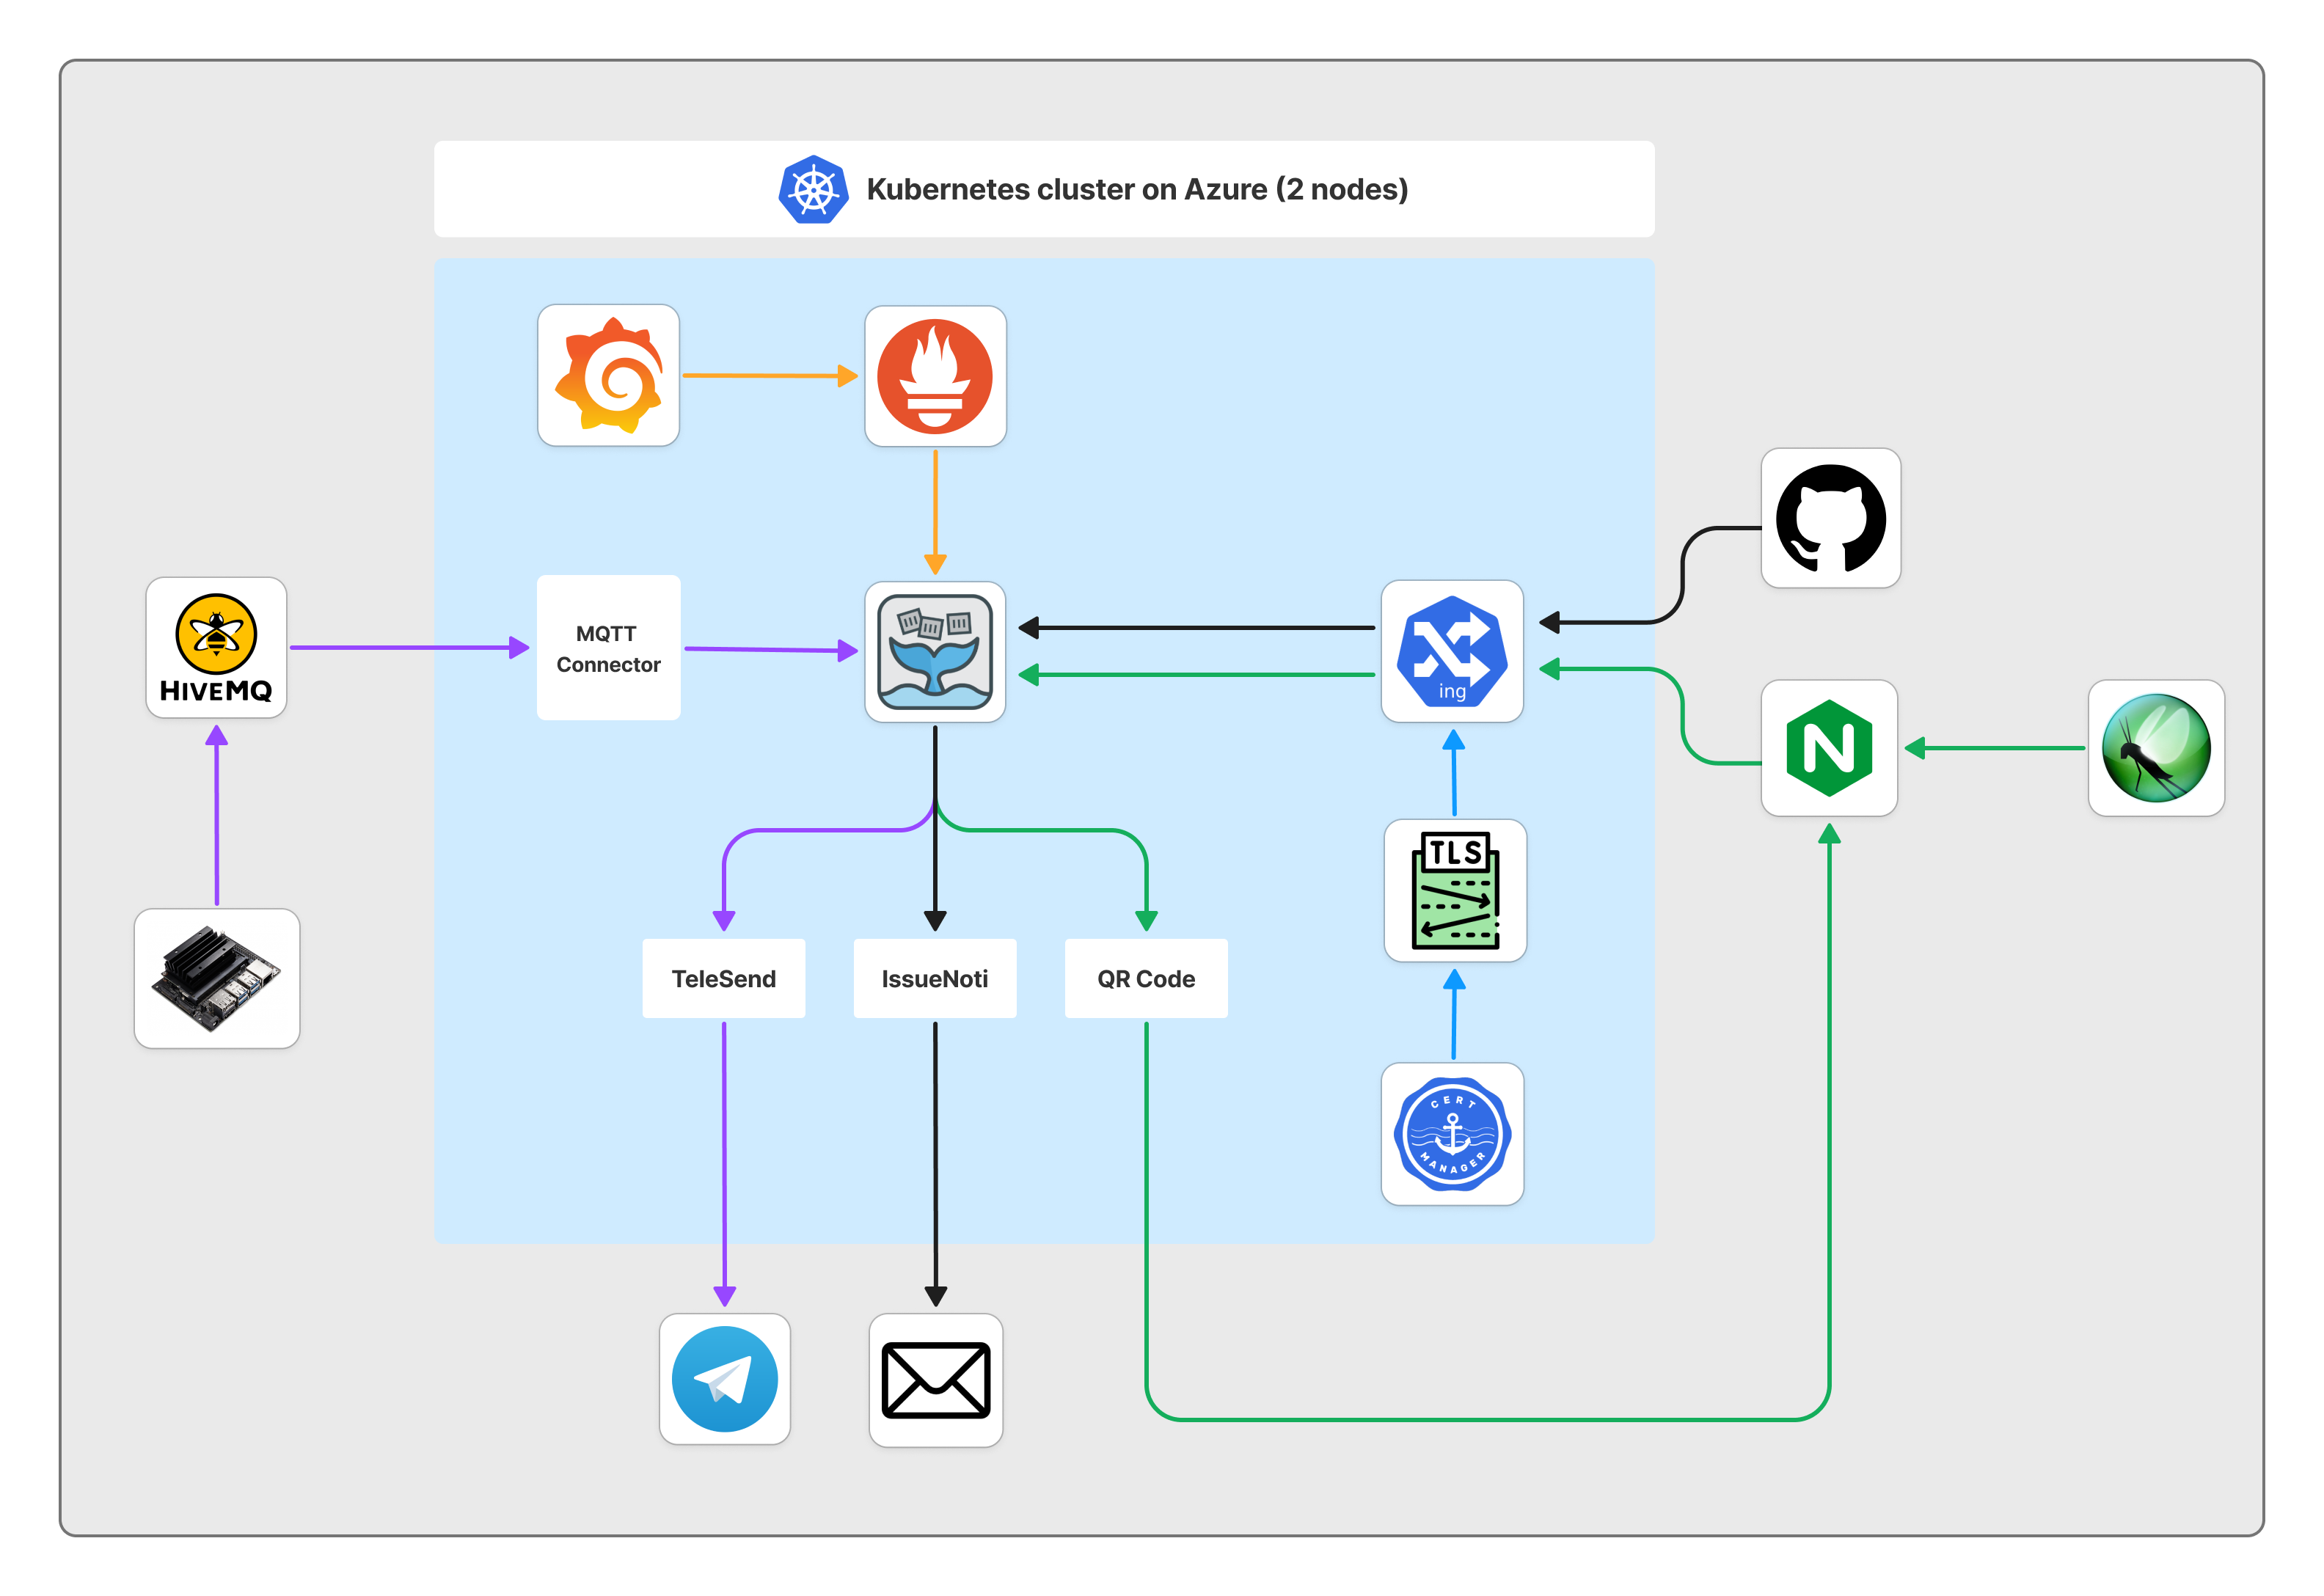 Kubernetes cluster on Azure (2 nodes)
HIVEMQ
MQTT
Connector
ing
N
TLS
TeleSend
IssueNoti
QR Code
CERT
MANAGER